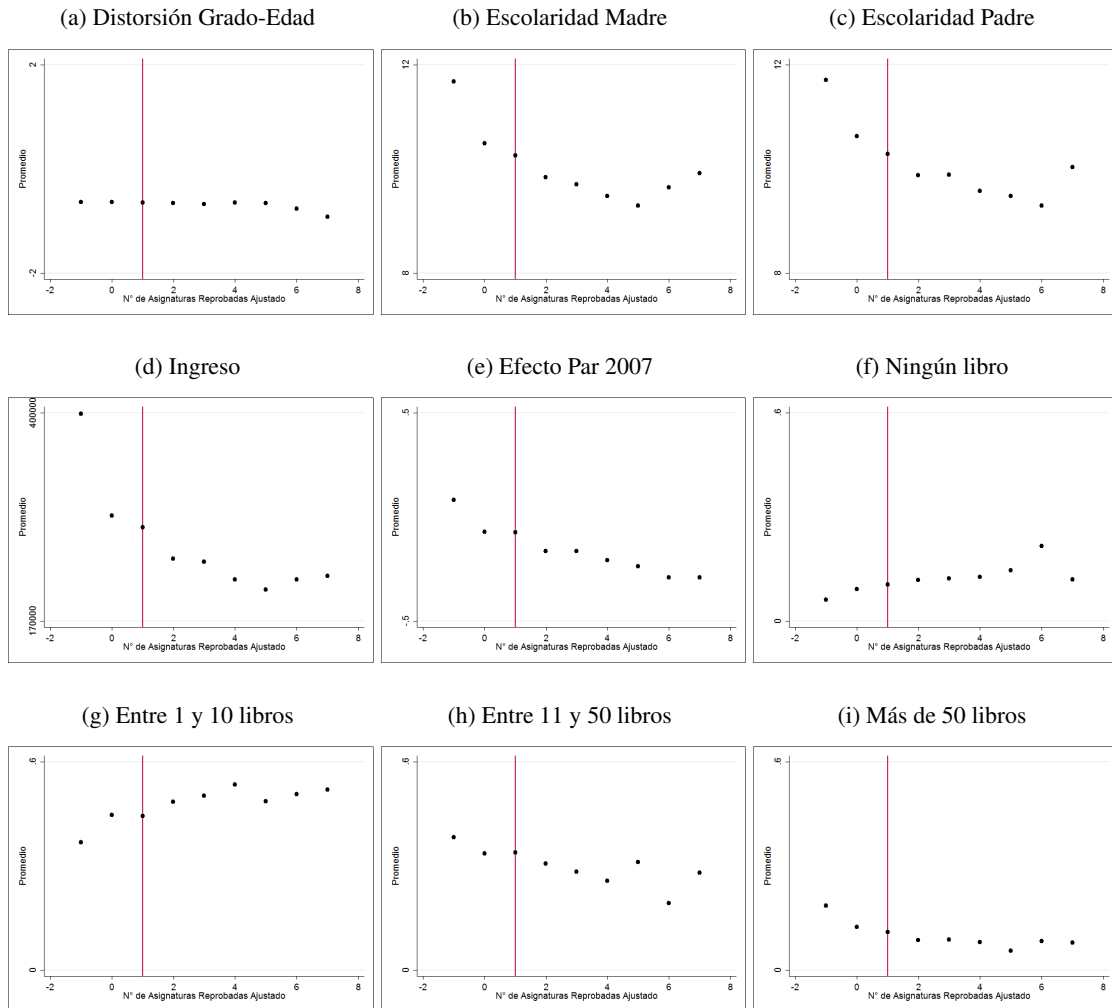 (a) Distorsión Grado-Edad
(b) Escolaridad Madre
(c) Escolaridad Padre
2
-2
Promedio
-2 0 2 4 6 8
N° de Asignaturas Reprobadas Ajustado
12
8
Promedio
-2 0 2 4 6 8
N° de Asignaturas Reprobadas Ajustado
12
8
Promedio
-2 0 2 4 6 8
N° de Asignaturas Reprobadas Ajustado
(d) Ingreso
(e) Efecto Par 2007
(f) Ningún libro
400000
170000
Promedio
-2 0 2 4 6 8
N° de Asignaturas Reprobadas Ajustado
.5
-.5
Promedio
-2 0 2 4 6 8
N° de Asignaturas Reprobadas Ajustado
.6
0
Promedio
-2 0 2 4 6 8
N° de Asignaturas Reprobadas Ajustado
(g) Entre 1 y 10 libros
(h) Entre 11 y 50 libros
(i) Más de 50 libros
.6
0
Promedio
-2 0 2 4 6 8
N° de Asignaturas Reprobadas Ajustado
.6
0
Promedio
-2 0 2 4 6 8
N° de Asignaturas Reprobadas Ajustado
.6
0
Promedio
-2 0 2 4 6 8
N° de Asignaturas Reprobadas Ajustado